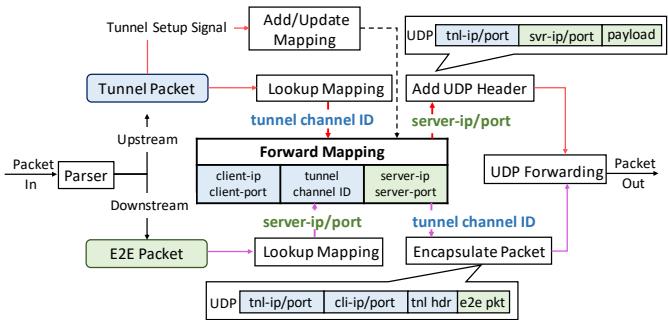 Tunnel Setup Signal
Add/Update
Mapping
UDP tnl-ip/port svr-ip/port payload
Tunnel Packet
Lookup Mapping
Add UDP Header
tunnel channel ID
server-ip/port
Upstream
Forward Mapping
Packet
In
Parser
client-ip
client-port
tunnel
channel ID
server-ip
server-port
UDP Forwarding
Packet
Out
Downstream
server-ip/port
tunnel channel ID
E2E Packet
Lookup Mapping
Encapsulate Packet
UDP tnl-ip/port cli-ip/port tnl hdr e2e pkt